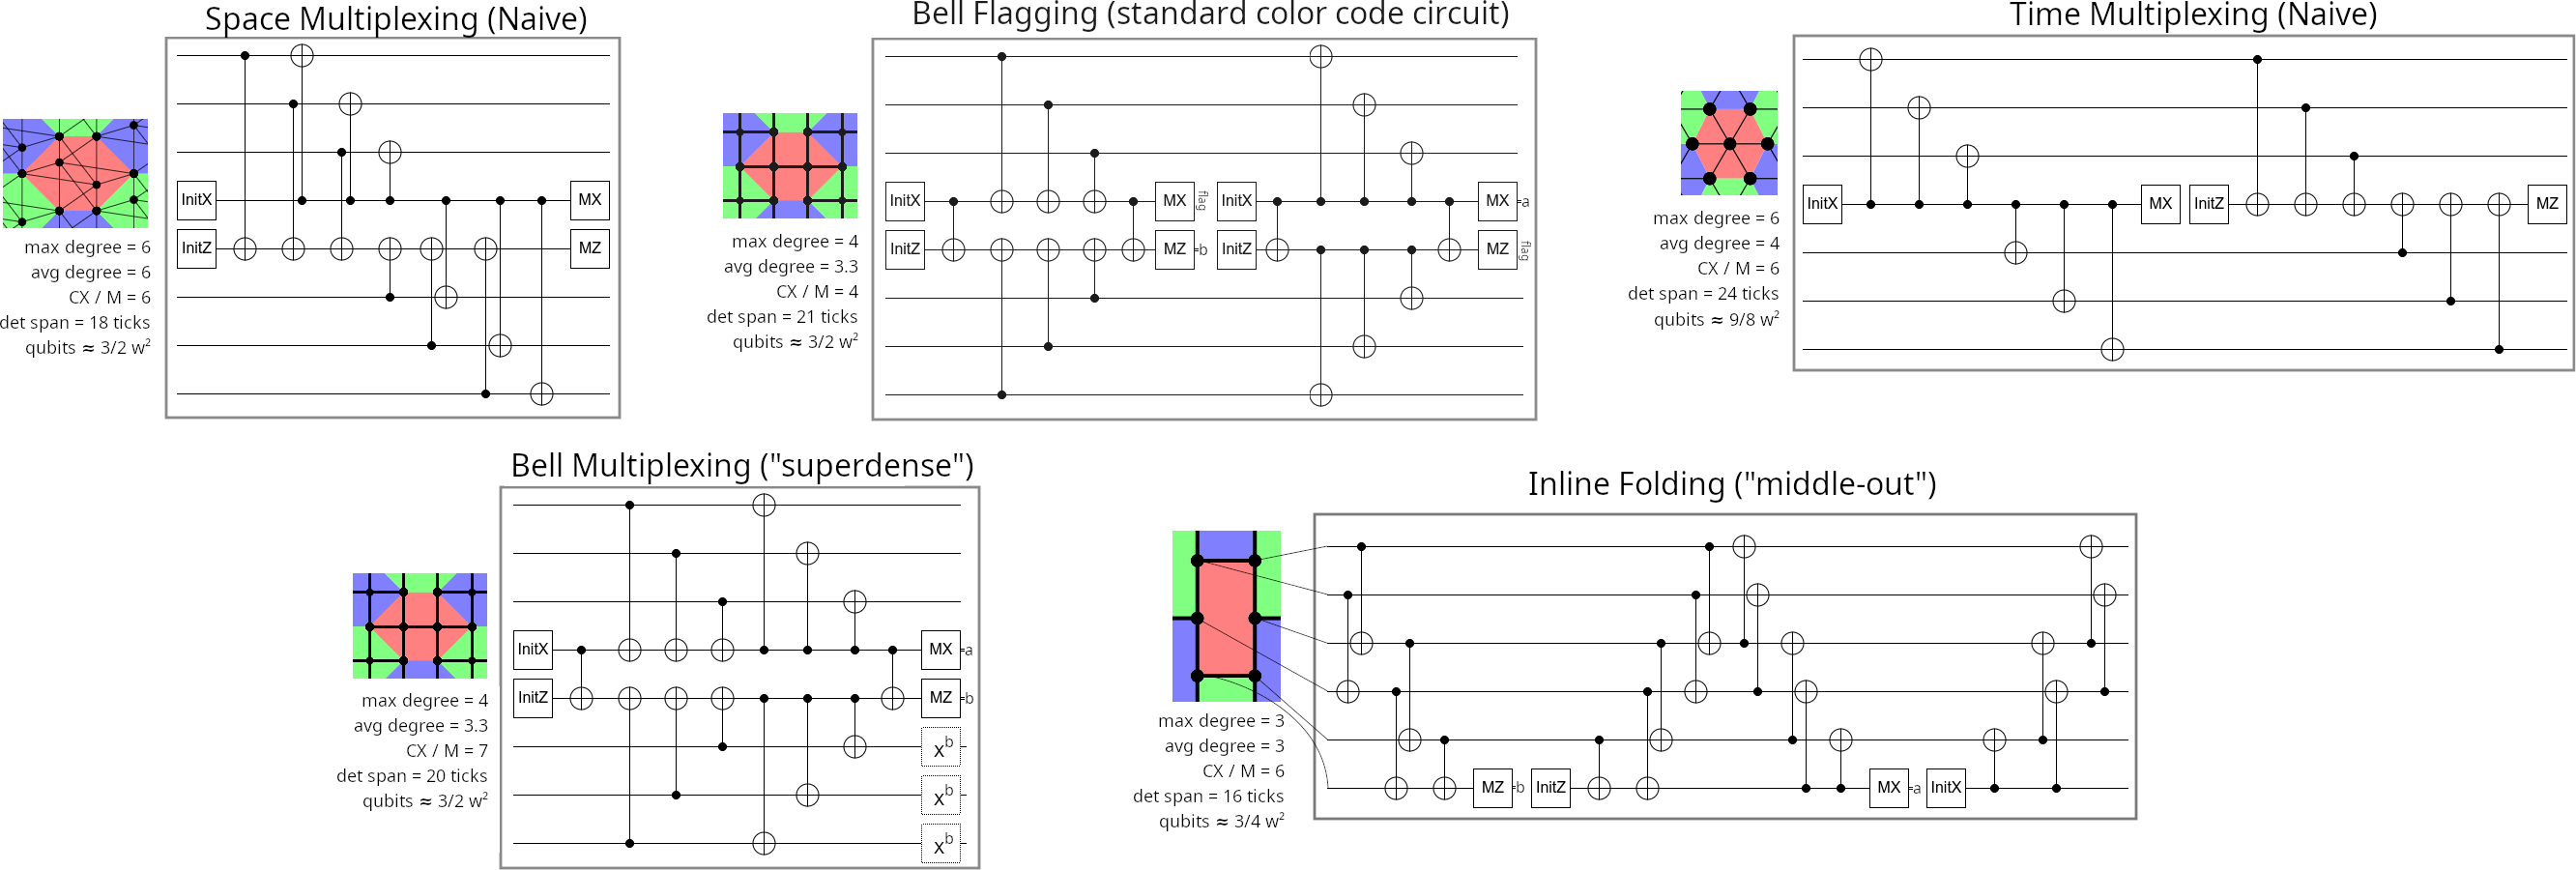 Space Multiplexing (Naive)
InitX
MX
InitZ
MZ
max degree = 6
avg degree = 6
CX / M = 6
det span = 18 ticks
qubits ≈ 3/2 w²
Bell Flagging (standard color code circuit)
InitX
MX
flag
InitX
MX
a
InitZ
MZ
b
InitZ
MZ
flag
max degree = 4
avg degree = 3.3
CX / M = 4
det span = 21 ticks
qubits ≈ 3/2 w²
Time Multiplexing (Naive)
InitX
MX
InitZ
MZ
max degree = 6
avg degree = 4
CX / M = 6
det span = 24 ticks
qubits ≈ 9/8 w²
Bell Multiplexing ("superdense")
InitX
MX
a
InitZ
MZ
b
X^b
X^b
X^b
max degree = 4
avg degree = 3.3
CX / M = 7
det span = 20 ticks
qubits ≈ 3/2 w²
Inline Folding ("middle-out")
MZ
b
InitZ
MX
a
InitX
max degree = 3
avg degree = 3
CX / M = 6
det span = 16 ticks
qubits ≈ 3/4 w²